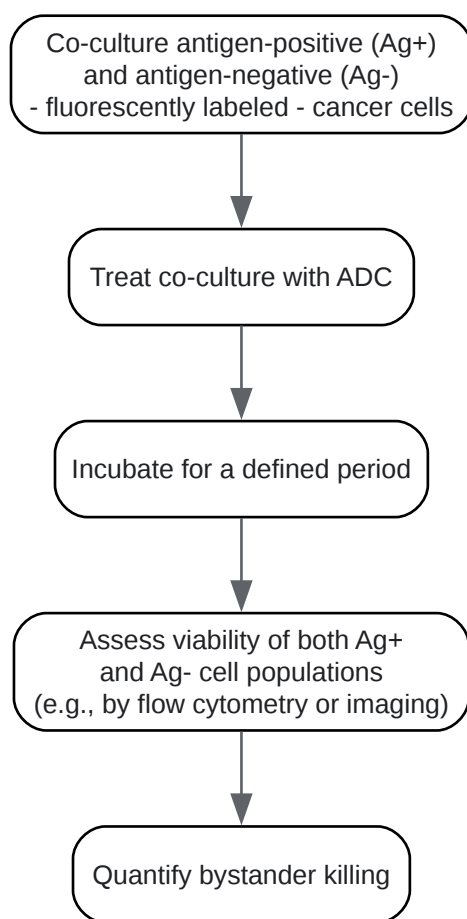 Co-culture antigen-positive (Ag+)
and antigen-negative (Ag-)
- fluorescently labeled - cancer cells
Treat co-culture with ADC
Incubate for a defined period
Assess viability of both Ag+
and Ag- cell populations
(e.g., by flow cytometry or imaging)
Quantify bystander killing